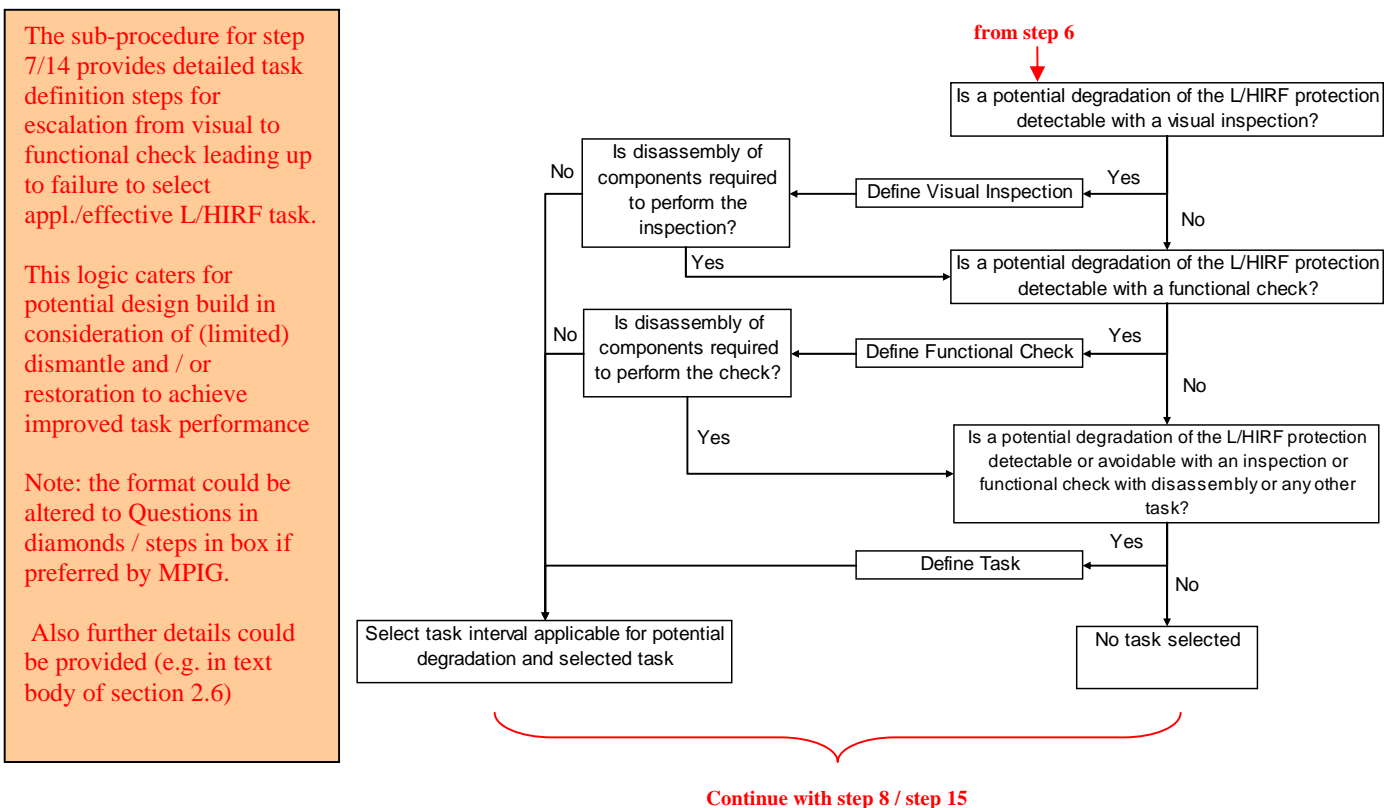 The sub-procedure for step
7/14 provides detailed task
definition steps for
escalation from visual to
functional check leading up
to failure to select
appl./effective L/HIRF task.
This logic caters for
potential design build in
consideration of (limited)
dismantle and / or
restoration to achieve
improved task performance
Note: the format could be
altered to Questions in
diamonds / steps in box if
preferred by MPIG.
Also further details could
be provided (e.g. in text
body of section 2.6)
from step 6
Is a potential degradation of the L/HIRF protection
detectable with a visual inspection?
Yes
No
Define Visual Inspection
Is disassembly of
components required
to perform the
inspection?
No
Yes
Is a potential degradation of the L/HIRF protection
detectable with a functional check?
Yes
No
Define Functional Check
Is disassembly of
components required
to perform the check?
No
Yes
Is a potential degradation of the L/HIRF protection
detectable or avoidable with an inspection or
functional check with disassembly or any other
task?
Yes
No
Define Task
Select task interval applicable for potential
degradation and selected task
No task selected
Continue with step 8 / step 15